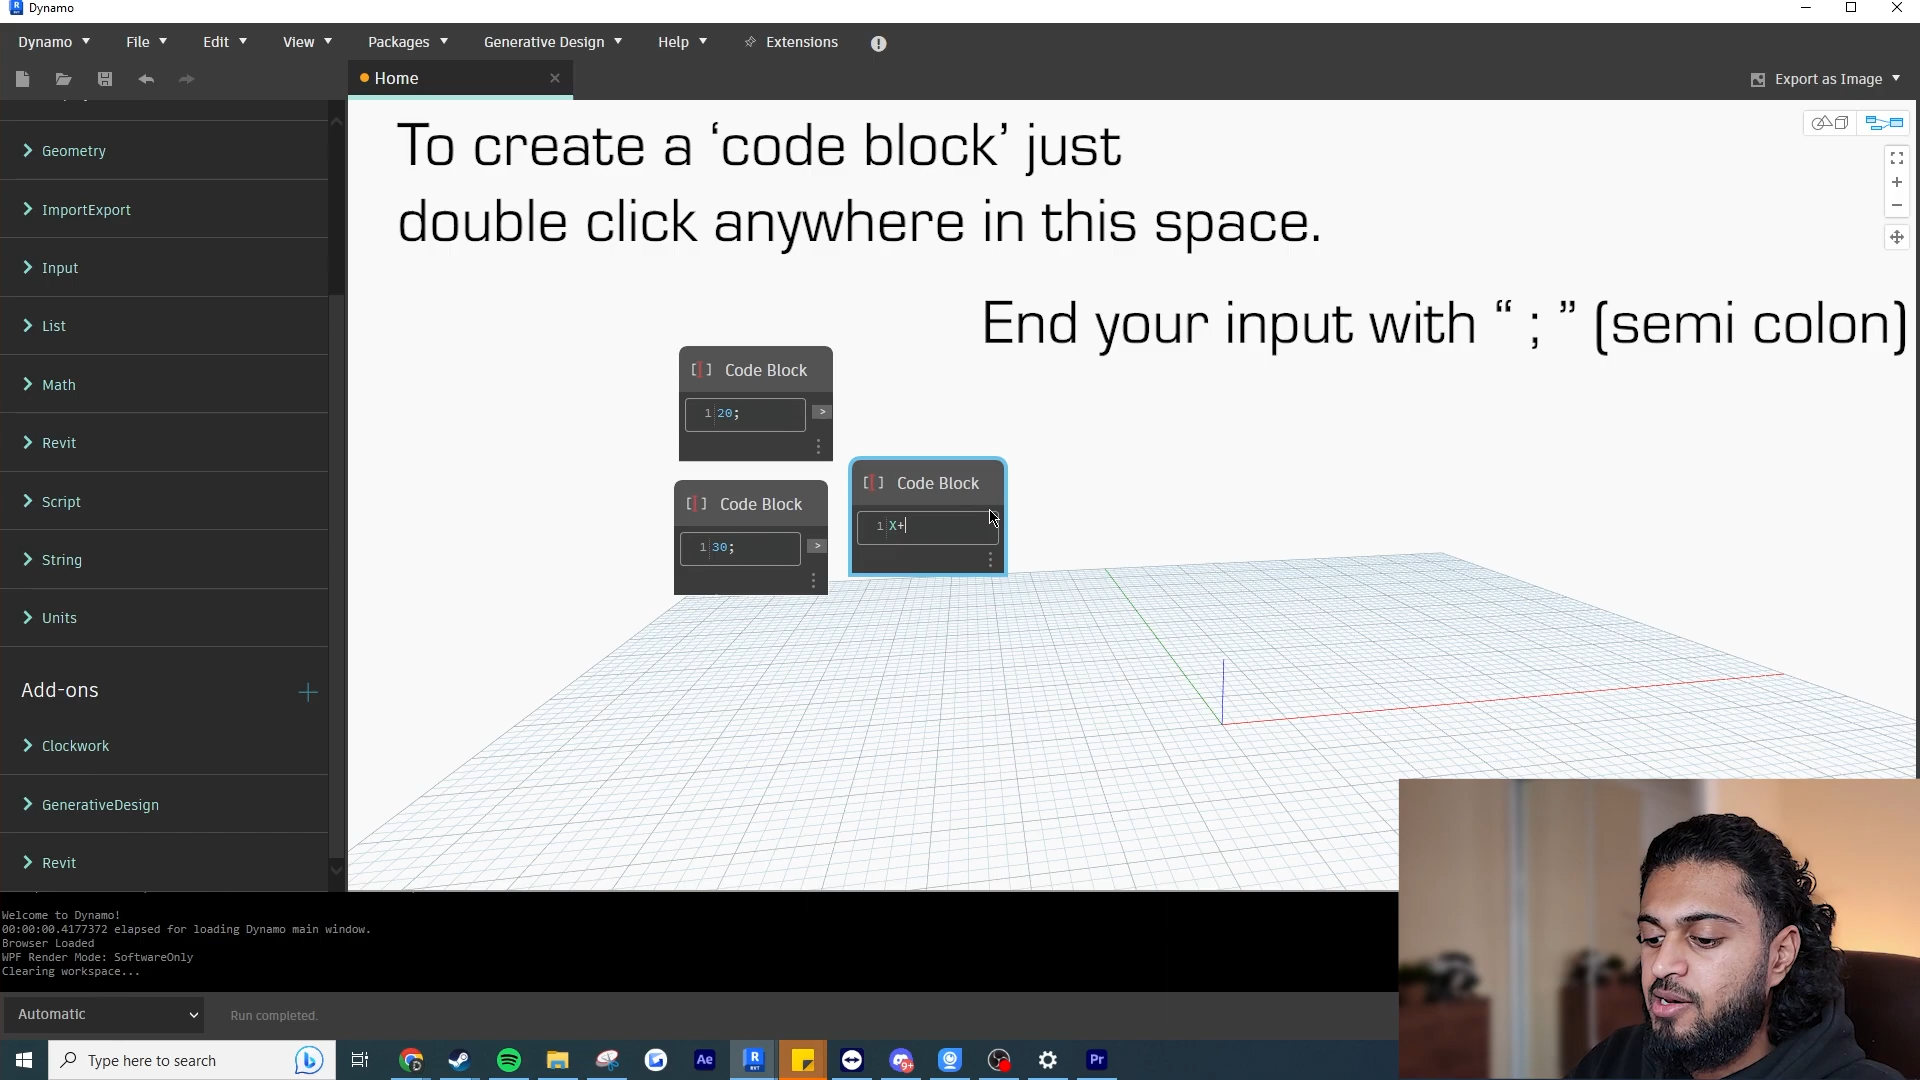 Dynamo
Dynamo File Edit View Packages Generative Design Help Extensions
Home
Export as Image
To create a ‘code block’ just
double click anywhere in this space.
End your input with “ ; ” (semi colon)
Geometry
ImportExport
Input
List
Math
Revit
Script
String
Units
Add-ons
Clockwork
GenerativeDesign
Revit
Code Block
1 20;
>
Code Block
1 30;
>
Code Block
1 X+
Welcome to Dynamo!
00:00:00.4177372 elapsed for loading Dynamo main window.
Browser Loaded
WPF Render Mode: SoftwareOnly
Clearing workspace...
Automatic
Run completed.
Type here to search
Ae
R
RVT
9+
Pr